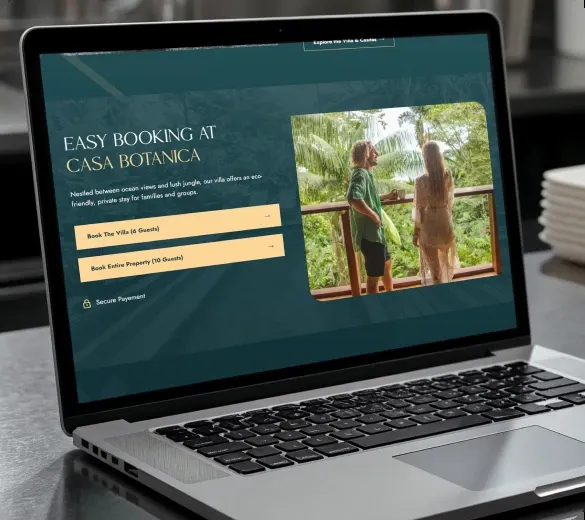 Explore the Villa & Casitas →
EASY BOOKING AT
CASA BOTANICA
Nestled between ocean views and lush jungle, our villa offers an eco-
friendly, private stay for families and groups.
Book The Villa (6 Guests) →
Book Entire Property (10 Guests) →
Secure Payement